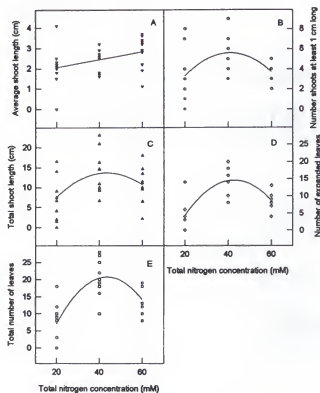 A
B
Average shoot length (cm)
5
4
3
2
1
0
Number shoots at least 1 cm long
8
6
4
2
0
C
D
Total shoot length (cm)
20
15
10
5
0
Number of expanded leaves
25
20
15
10
5
0
E
Total number of leaves
25
20
15
10
5
0
20 40 60
Total nitrogen concentration (mM)
20 40 60
Total nitrogen concentration (mM)